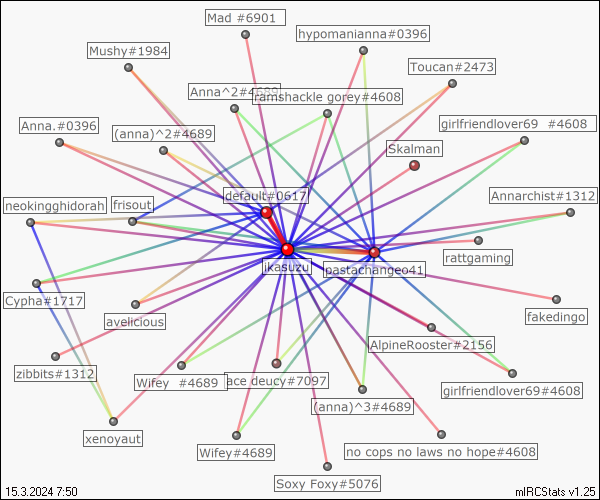 Mad #6901
hypomanianna#0396
Mushy#1984
Toucan#2473
Anna^2#4689
ramshackle gorey#4608
Anna.#0396
(anna)^2#4689
girlfriendlover69  #4608
Skalman
neokingghidorah
frisout
default#0617
Annarchist#1312
ikasuzu
pastachangeo41
rattgaming
Cypha#1717
avelicious
fakedingo
AlpineRooster#2156
zibbits#1312
Wifey  #4689
ace deucy#7097
girlfriendlover69#4608
(anna)^3#4689
xenoyaut
Wifey#4689
no cops no laws no hope#4608
Soxy Foxy#5076
15.3.2024 7:50
mIRCStats v1.25